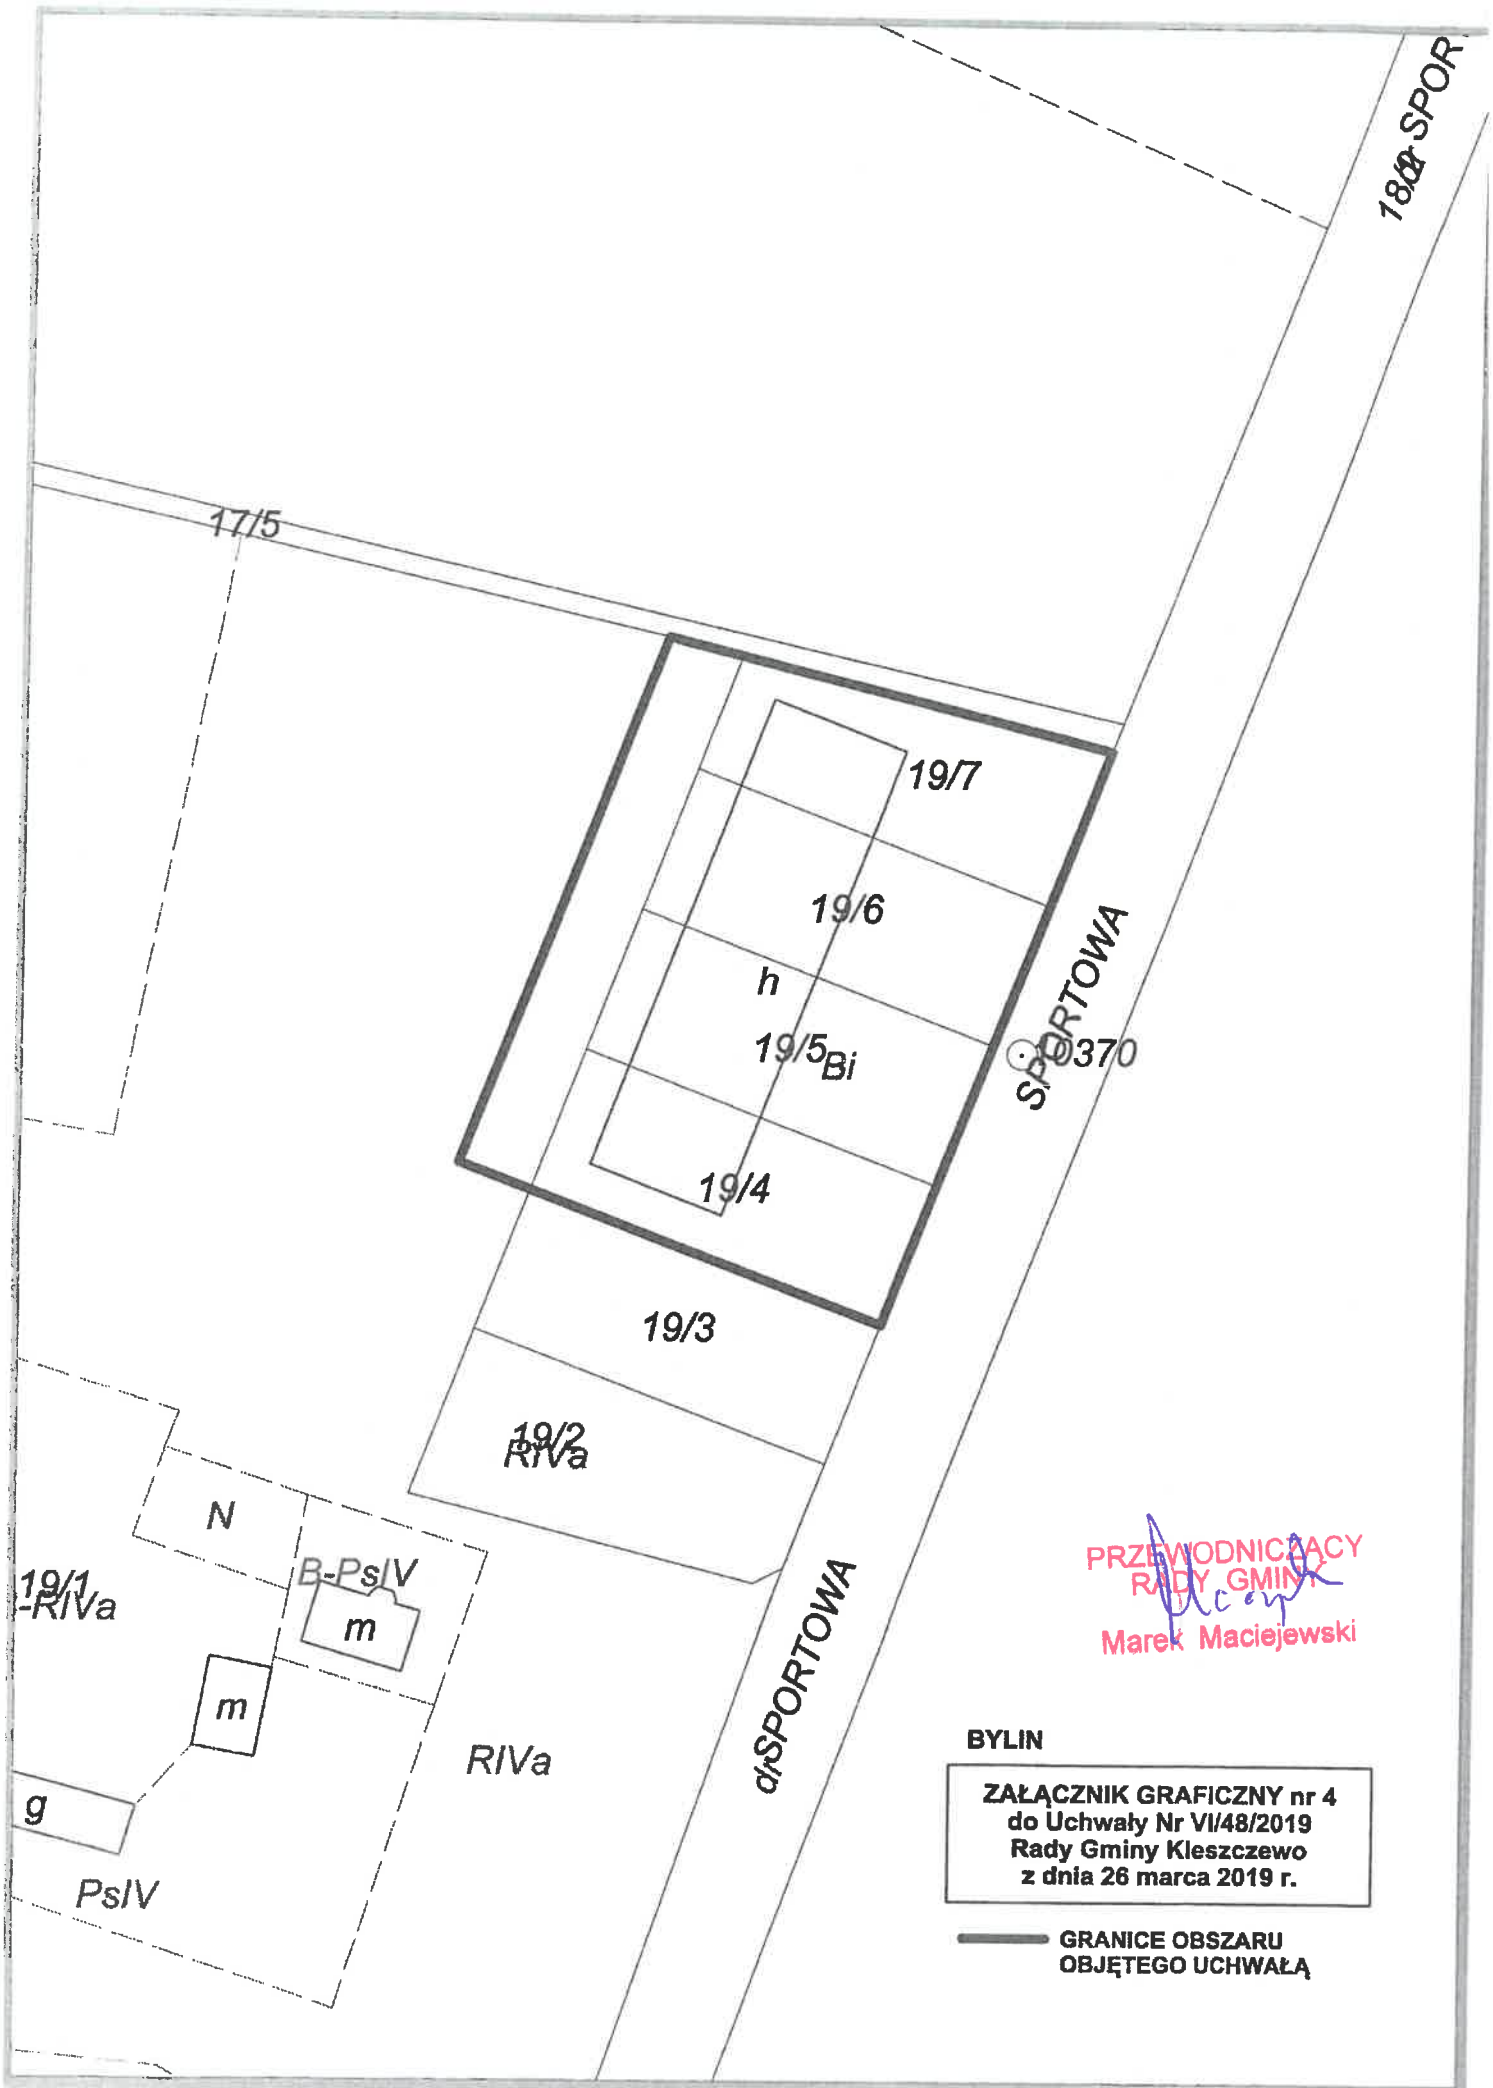 dr SPOR
17/5
19/7
19/6
h
19/5
Bi
SPORTOWA
0370
19/4
19/3
19/2
RIVa
N
B-PsIV
m
19/1
-RIVa
m
RIVa
g
PsIV
dr
SPORTOWA
PRZEWODNICZĄCY
RADY GMINY
Marek Maciejewski
BYLIN
ZAŁĄCZNIK GRAFICZNY nr 4
do Uchwały Nr VI/48/2019
Rady Gminy Kleszczewo
z dnia 26 marca 2019 r.
GRANICE OBSZARU
OBJĘTEGO UCHWAŁĄ